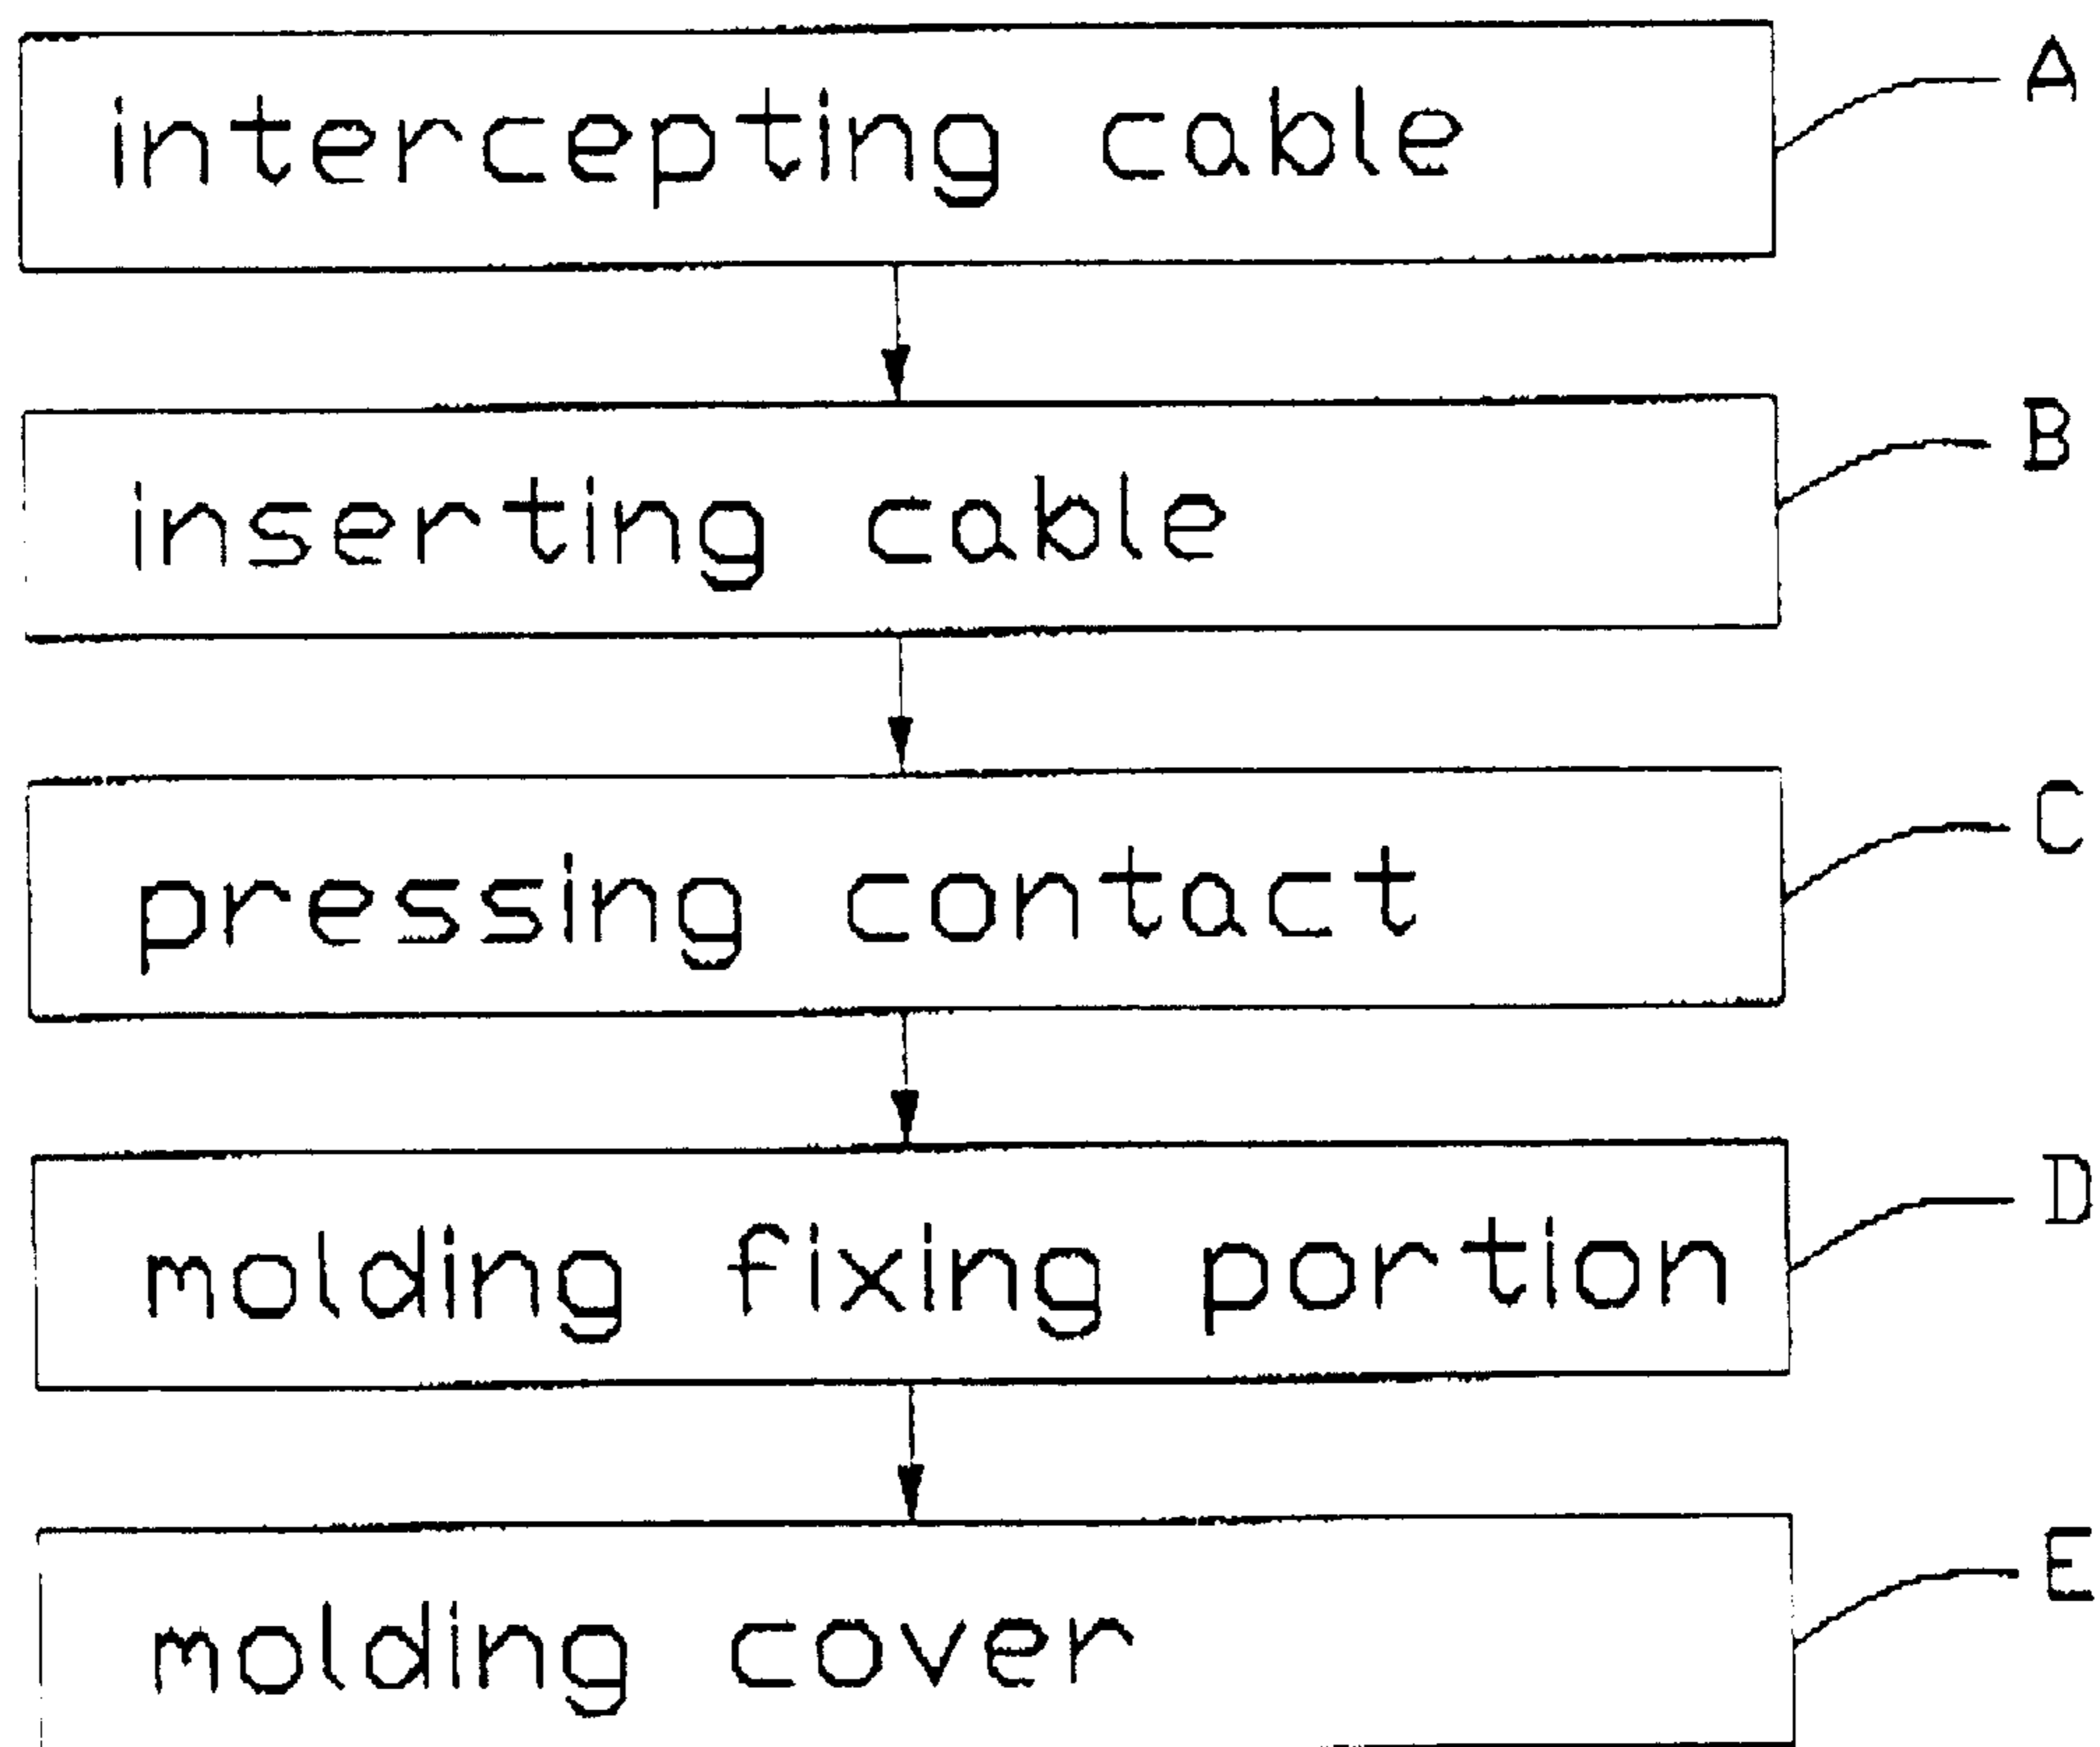 intercepting cable A
inserting cable B
pressing contact C
molding fixing portion D
molding cover E